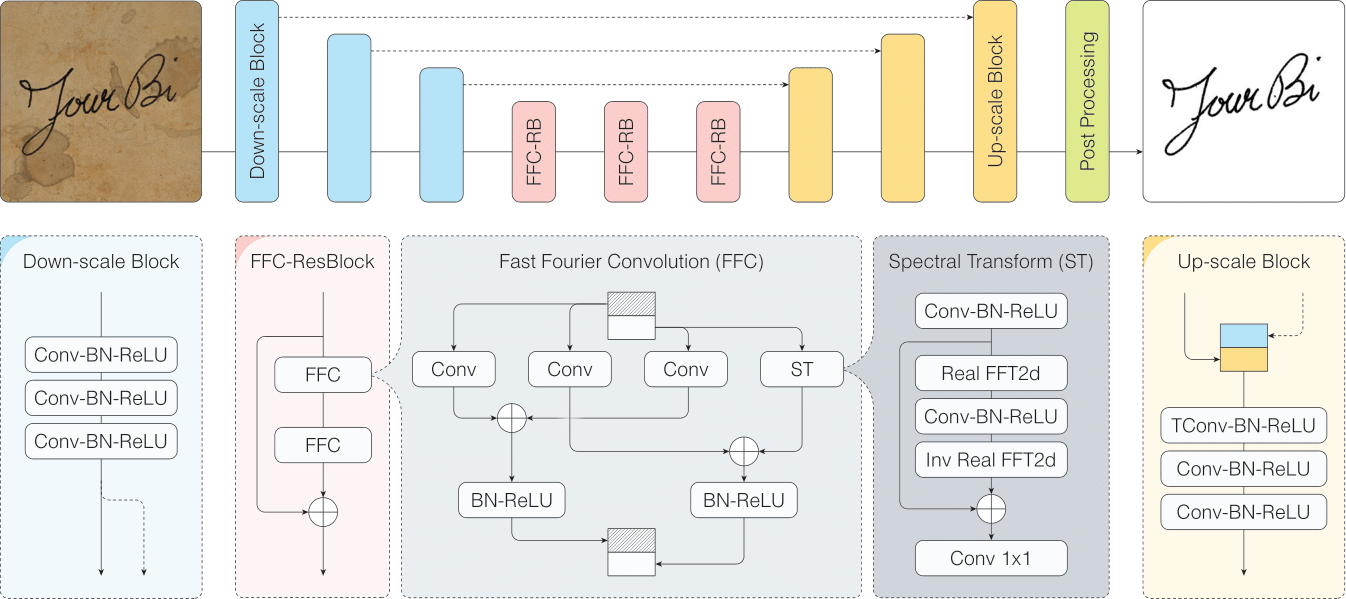 Your Bi
Down-scale Block
FFC-RB
FFC-RB
FFC-RB
Up-scale Block
Post Processing
Your Bi
Down-scale Block
Conv-BN-ReLU
Conv-BN-ReLU
Conv-BN-ReLU
FFC-ResBlock
FFC
FFC
Fast Fourier Convolution (FFC)
Conv
Conv
Conv
ST
BN-ReLU
BN-ReLU
Spectral Transform (ST)
Conv-BN-ReLU
Real FFT2d
Conv-BN-ReLU
Inv Real FFT2d
Conv 1x1
Up-scale Block
TConv-BN-ReLU
Conv-BN-ReLU
Conv-BN-ReLU